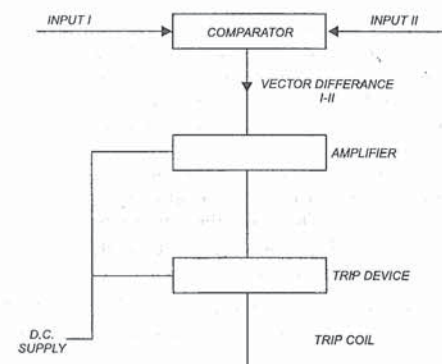 INPUT I
INPUT II
COMPARATOR
VECTOR DIFFERANCE
I-II
AMPLIFIER
TRIP DEVICE
D.C.
SUPPLY
TRIP COIL